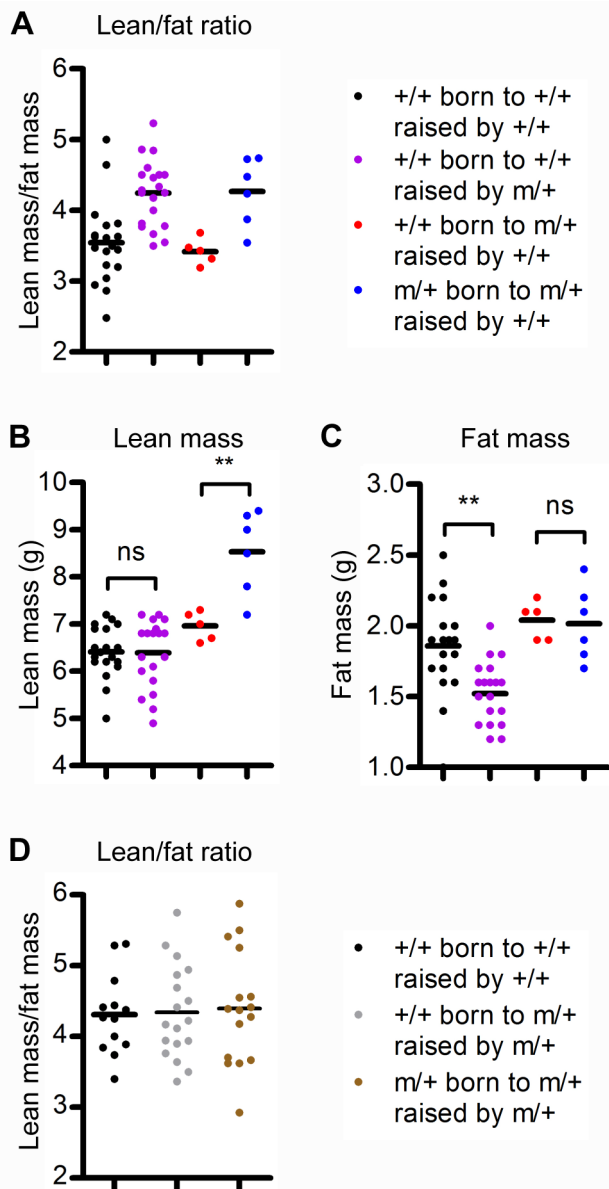 A
Lean/fat ratio
Lean mass/fat mass
6
5
4
3
2
+/+ born to +/+
raised by +/+
+/+ born to +/+
raised by m/+
+/+ born to m/+
raised by +/+
m/+ born to m/+
raised by +/+
B
Lean mass
Lean mass (g)
10
9
8
7
6
5
4
ns
**
C
Fat mass
Fat mass (g)
3.0
2.5
2.0
1.5
1.0
**
ns
D
Lean/fat ratio
Lean mass/fat mass
6
5
4
3
2
+/+ born to +/+
raised by +/+
+/+ born to m/+
raised by m/+
m/+ born to m/+
raised by m/+